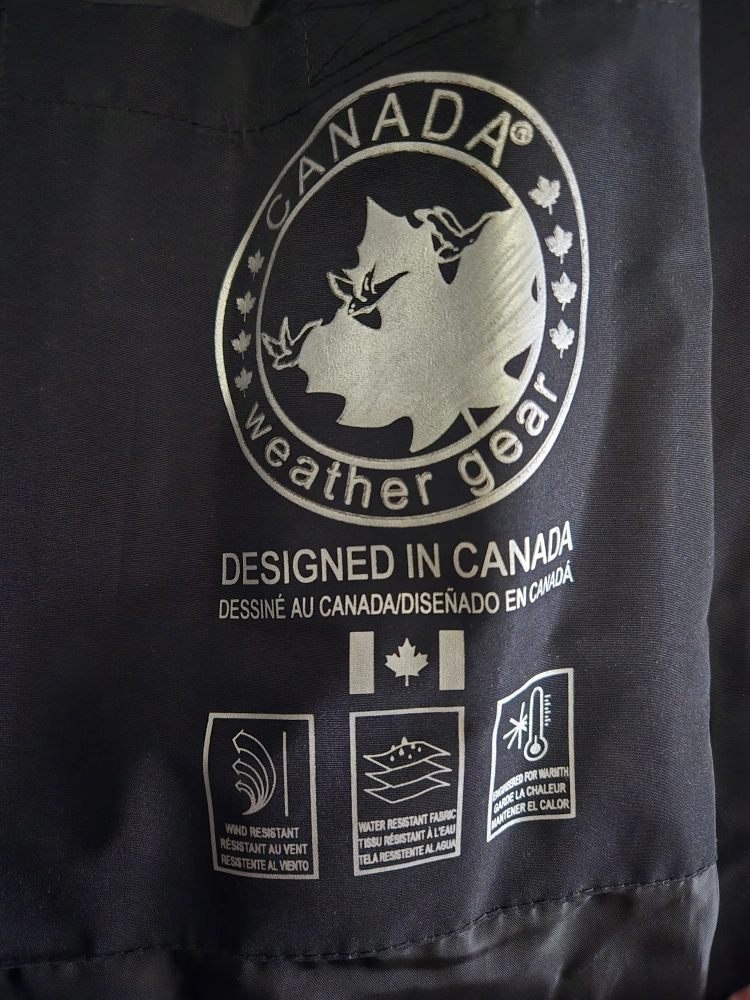 CANADA®
weather gear
DESIGNED IN CANADA
DESSINÉ AU CANADA/DISEÑADO EN CANADÁ
WIND RESISTANT
RÉSISTANT AU VENT
RESISTENTE AL VIENTO
WATER RESISTANT FABRIC
TISSU RÉSISTANT À L'EAU
TELA RESISTENTE AL AGUA
ENGINEERED FOR WARMTH
GARDE LA CHALEUR
MANTENER EL CALOR